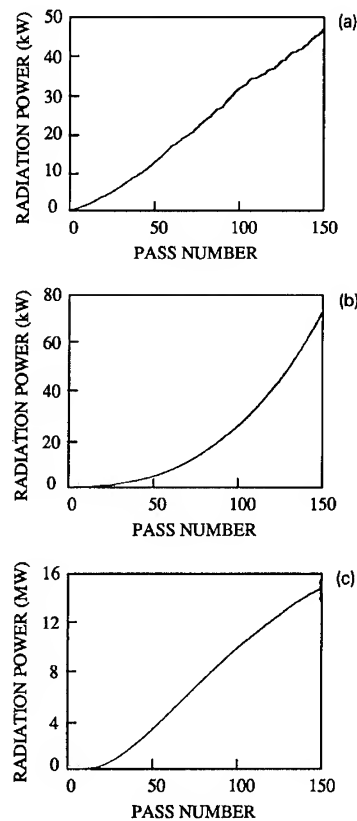 (a)
RADIATION POWER (kW)
50
40
30
20
10
0
0 50 100 150
PASS NUMBER
(b)
RADIATION POWER (kW)
80
60
40
20
0
0 50 100 150
PASS NUMBER
(c)
RADIATION POWER (MW)
16
12
8
4
0
0 50 100 150
PASS NUMBER